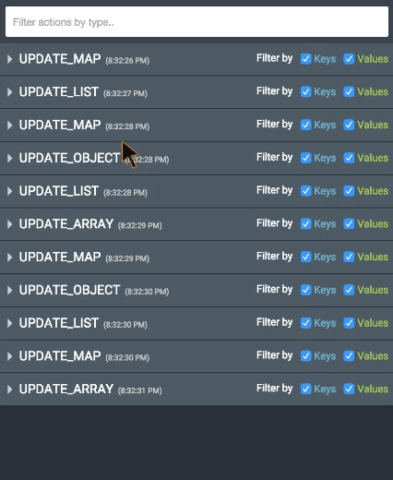 Filter actions by type..
UPDATE_MAP (8:32:26 PM) Filter by Keys Values
UPDATE_LIST (8:32:27 PM) Filter by Keys Values
UPDATE_MAP (8:32:28 PM) Filter by Keys Values
UPDATE_OBJECT (8:32:28 PM) Filter by Keys Values
UPDATE_LIST (8:32:28 PM) Filter by Keys Values
UPDATE_ARRAY (8:32:29 PM) Filter by Keys Values
UPDATE_MAP (8:32:29 PM) Filter by Keys Values
UPDATE_OBJECT (8:32:30 PM) Filter by Keys Values
UPDATE_LIST (8:32:30 PM) Filter by Keys Values
UPDATE_MAP (8:32:30 PM) Filter by Keys Values
UPDATE_ARRAY (8:32:31 PM) Filter by Keys Values